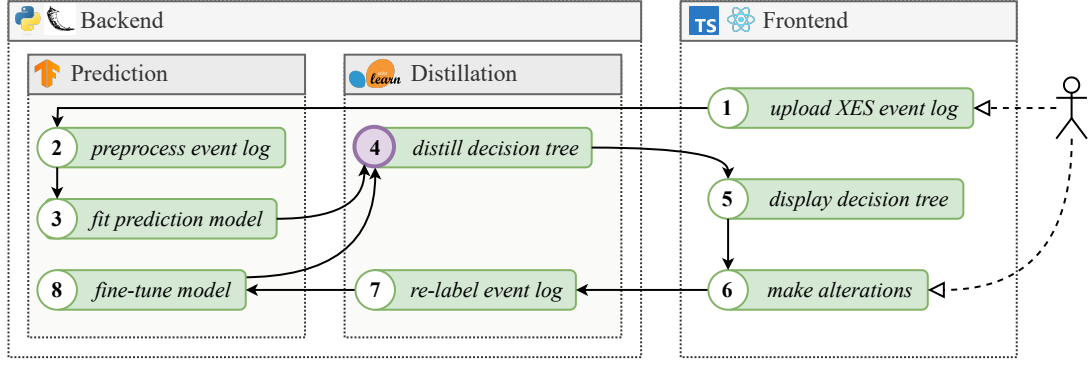 Backend
TS
Frontend
Prediction
learn
Distillation
1 upload XES event log
2 preprocess event log
4 distill decision tree
5 display decision tree
3 fit prediction model
8 fine-tune model
7 re-label event log
6 make alterations